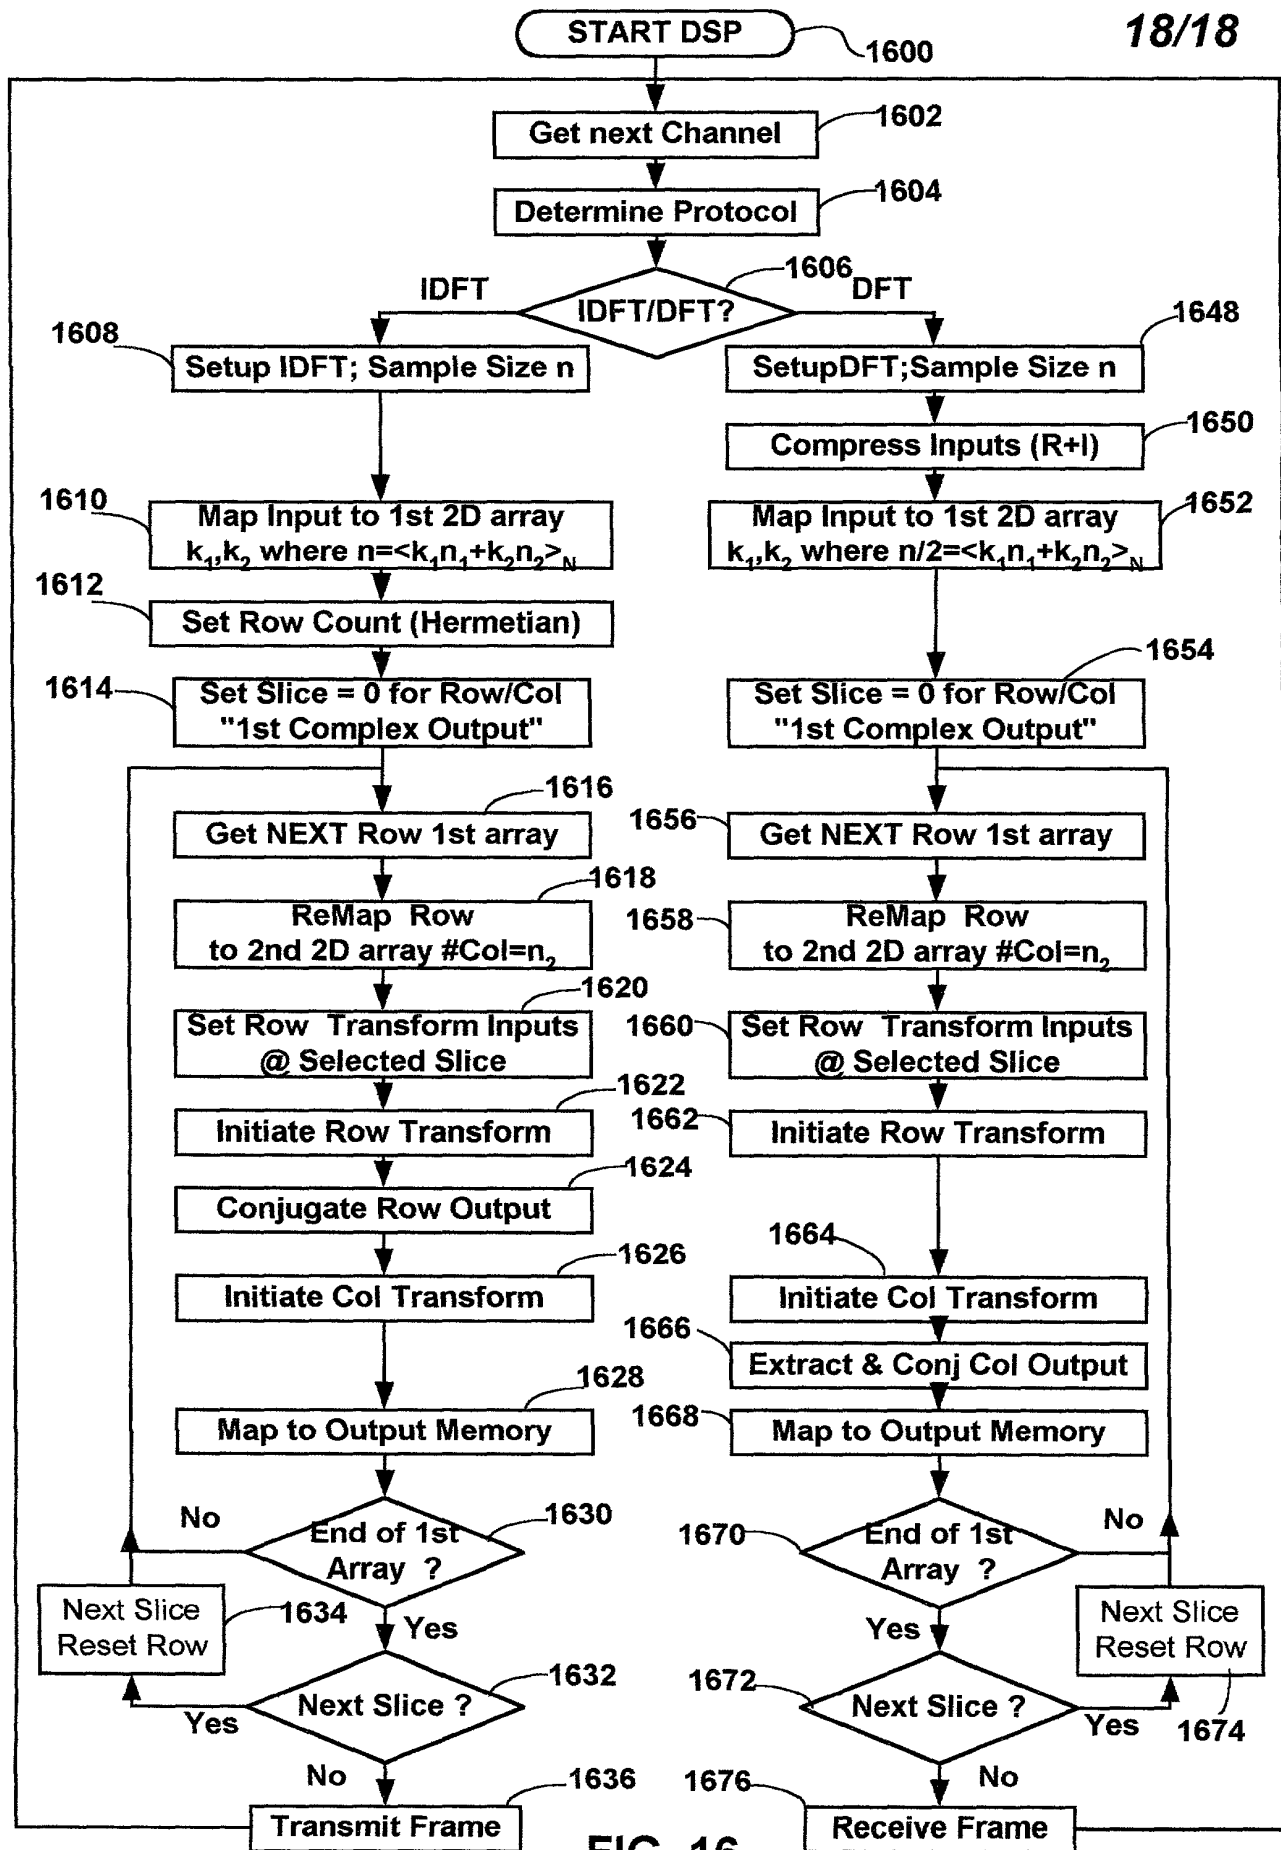 START DSP
1600
18/18
Get next Channel
1602
Determine Protocol
1604
IDFT/DFT?
1606
IDFT
DFT
1608
Setup IDFT; Sample Size n
1610
Map Input to 1st 2D array
k₁,k₂ where n=<k₁n₁+k₂n₂>N
1612
Set Row Count (Hermetian)
1614
Set Slice = 0 for Row/Col
"1st Complex Output"
1616
Get NEXT Row 1st array
1618
ReMap Row
to 2nd 2D array #Col=n₂
1620
Set Row Transform Inputs
@ Selected Slice
1622
Initiate Row Transform
1624
Conjugate Row Output
1626
Initiate Col Transform
1628
Map to Output Memory
No
End of 1st
Array ?
1630
Next Slice
Reset Row
1634
Yes
Next Slice ?
1632
Yes
No
1636
Transmit Frame
1648
SetupDFT;Sample Size n
1650
Compress Inputs (R+I)
1652
Map Input to 1st 2D array
k₁,k₂ where n/2=<k₁n₁+k₂n₂>N
1654
Set Slice = 0 for Row/Col
"1st Complex Output"
1656
Get NEXT Row 1st array
1658
ReMap Row
to 2nd 2D array #Col=n₂
1660
Set Row Transform Inputs
@ Selected Slice
1662
Initiate Row Transform
1664
Initiate Col Transform
1666
Extract & Conj Col Output
1668
Map to Output Memory
1670
End of 1st
Array ?
No
Yes
Next Slice
Reset Row
1672
Next Slice ?
Yes
1674
No
1676
Receive Frame
FIG. 16